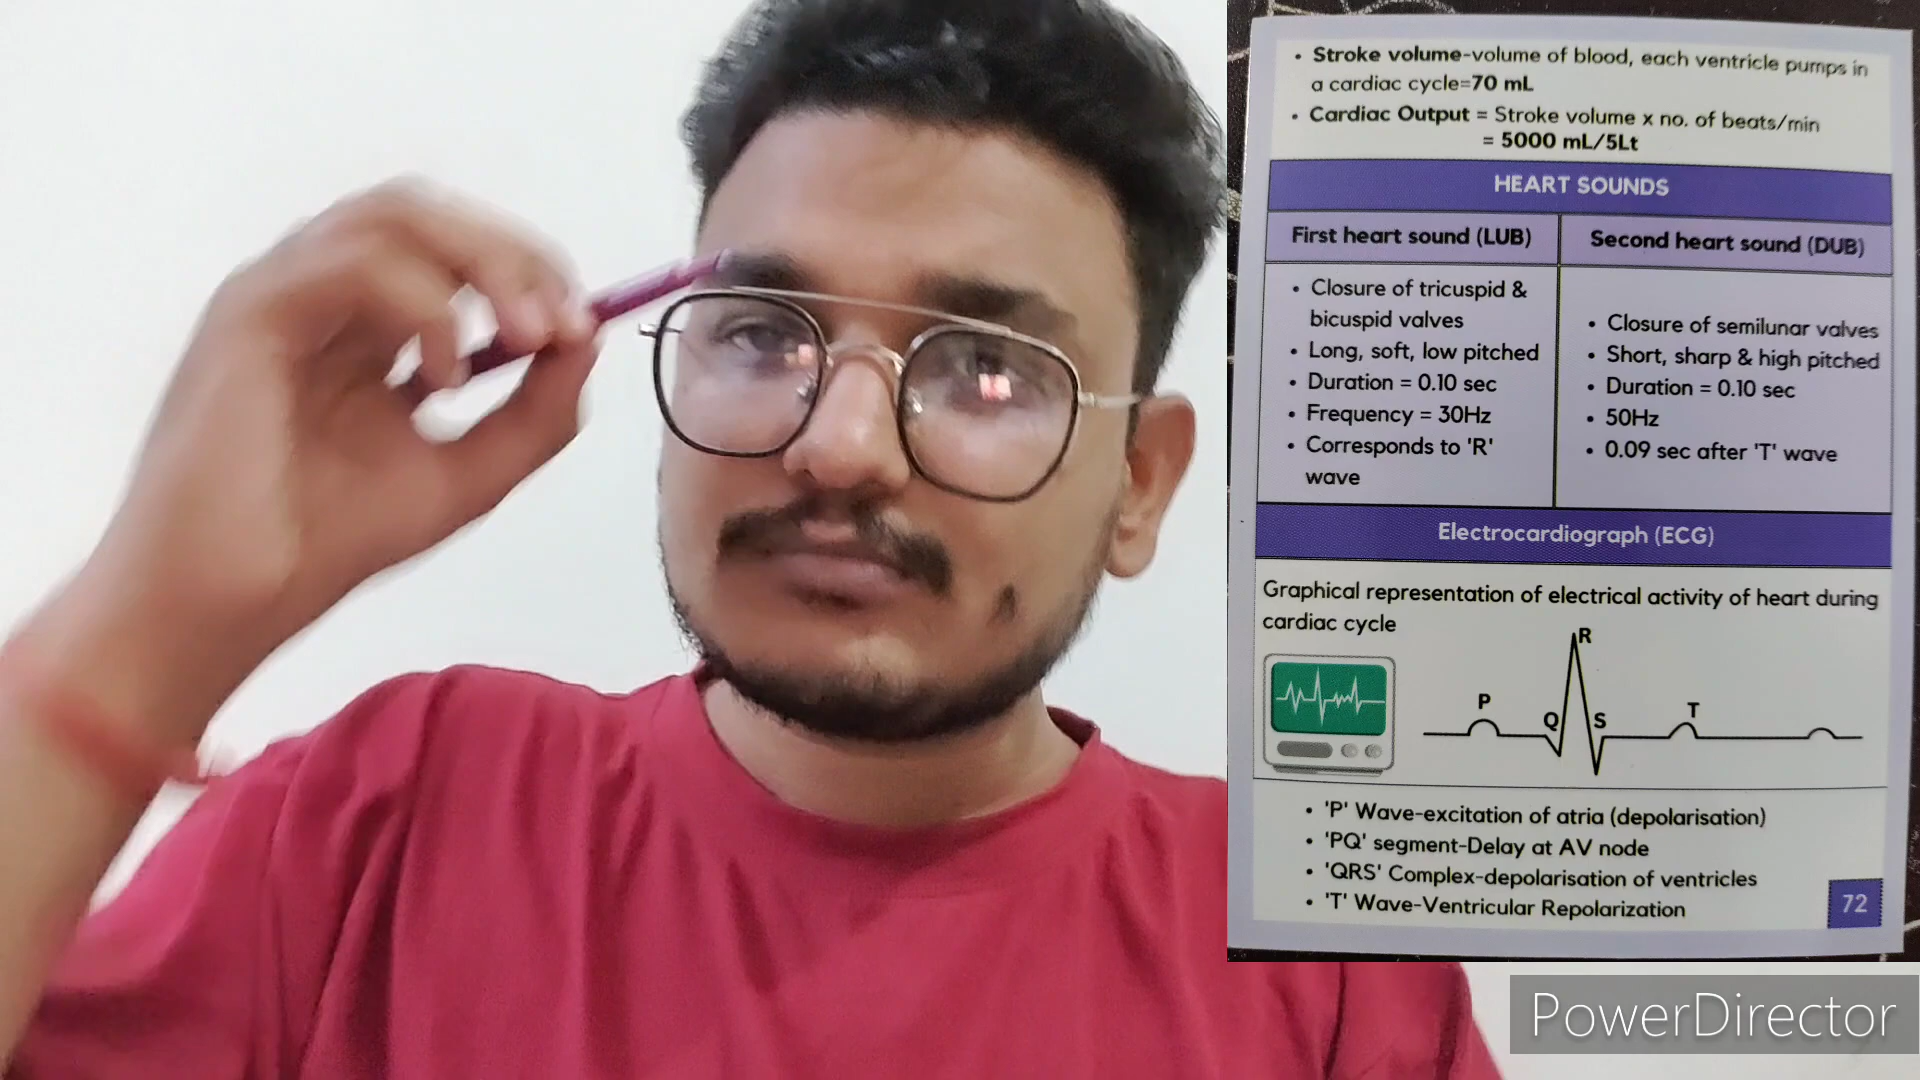 • Stroke volume-volume of blood, each ventricle pumps in
a cardiac cycle=70 mL
• Cardiac Output = Stroke volume x no. of beats/min
= 5000 mL/5Lt
HEART SOUNDS
First heart sound (LUB)
• Closure of tricuspid &
bicuspid valves
• Long, soft, low pitched
• Duration = 0.10 sec
• Frequency = 30Hz
• Corresponds to 'R'
wave
Second heart sound (DUB)
• Closure of semilunar valves
• Short, sharp & high pitched
• Duration = 0.10 sec
• 50Hz
• 0.09 sec after 'T' wave
Electrocardiograph (ECG)
Graphical representation of electrical activity of heart during
cardiac cycle
P
Q
R
S
T
• 'P' Wave-excitation of atria (depolarisation)
• 'PQ' segment-Delay at AV node
• 'QRS' Complex-depolarisation of ventricles
• 'T' Wave-Ventricular Repolarization
72
PowerDirector